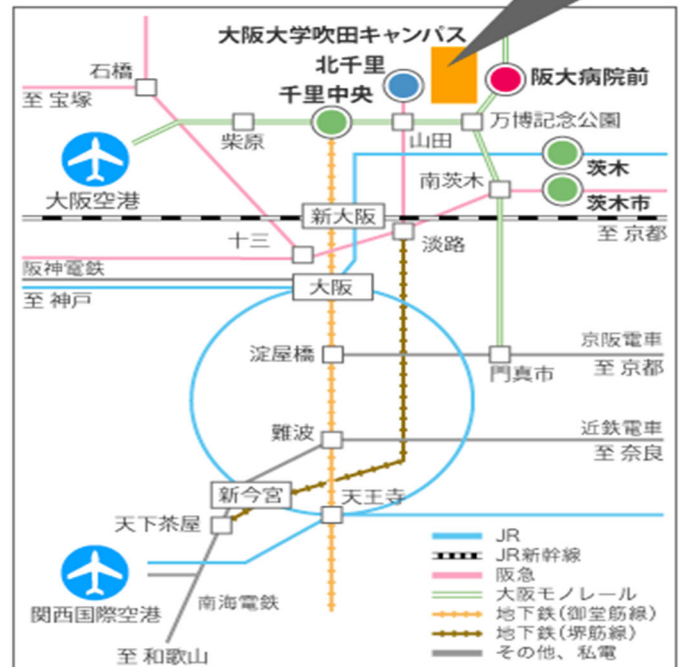 大阪大学吹田キャンパス
石橋
北千里
阪大病院前
至 宝塚
千里中央
柴原
山田
万博記念公園
大阪空港
南茨木
茨木
茨木市
新大阪
至 京都
十三
淡路
阪神電鉄
大阪
至 神戸
淀屋橋
京阪電車
門真市
至 京都
難波
近鉄電車
至 奈良
新今宮
天王寺
天下茶屋
関西国際空港
南海電鉄
至 和歌山
JR
JR新幹線
阪急
大阪モノレール
地下鉄(御堂筋線)
地下鉄(堺筋線)
その他、私電